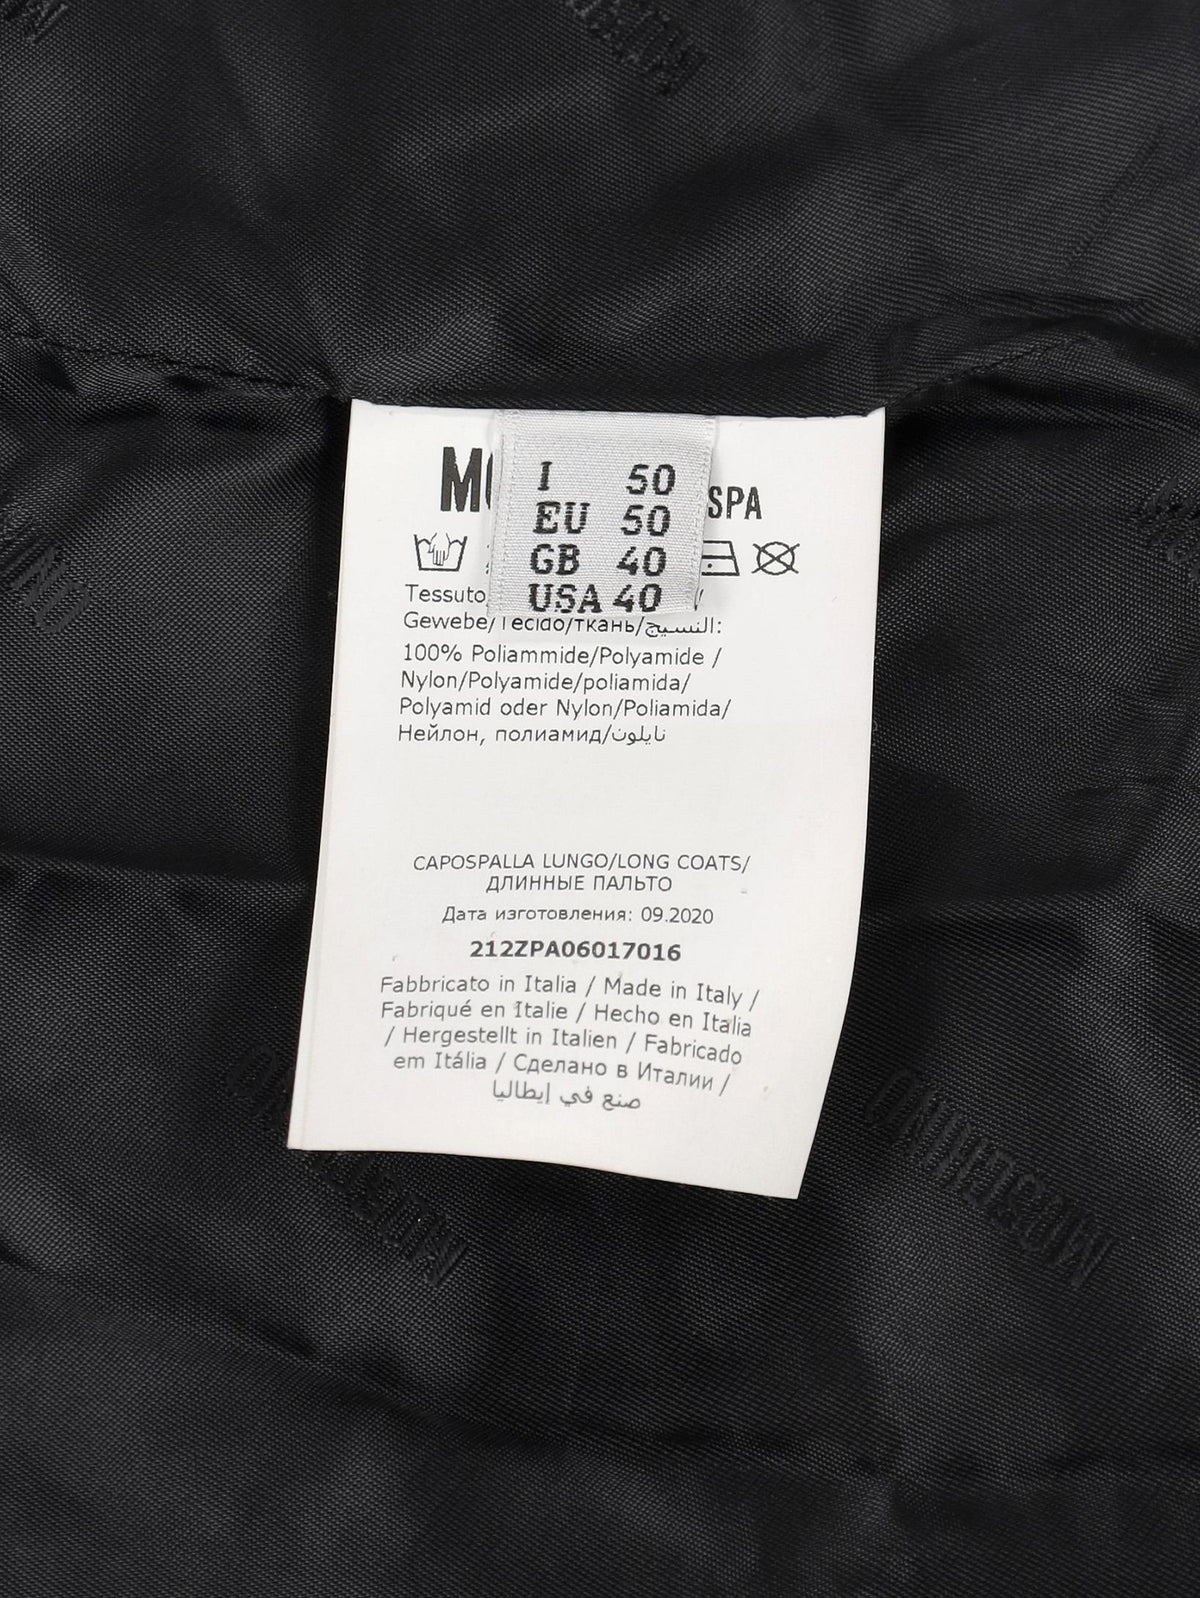 I 50
EU 50
GB 40
USA 40
SPA
Tessuto
Gewebe/Tecido/ткань/النسيج:
100% Poliammide/Polyamide /
Nylon/Polyamide/poliamida/
Polyamid oder Nylon/Poliamida/
Нейлон, полиамид/نايلون
CAPOSPALLA LUNGO/LONG COATS/
ДЛИННЫЕ ПАЛЬТО
Дата изготовления: 09.2020
212ZPA06017016
Fabbricato in Italia / Made in Italy /
Fabriqué en Italie / Hecho en Italia
/ Hergestellt in Italien / Fabricado
em Itália / Сделано в Италии /
صنع في إيطاليا
MOSCHINO
MOSCHINO